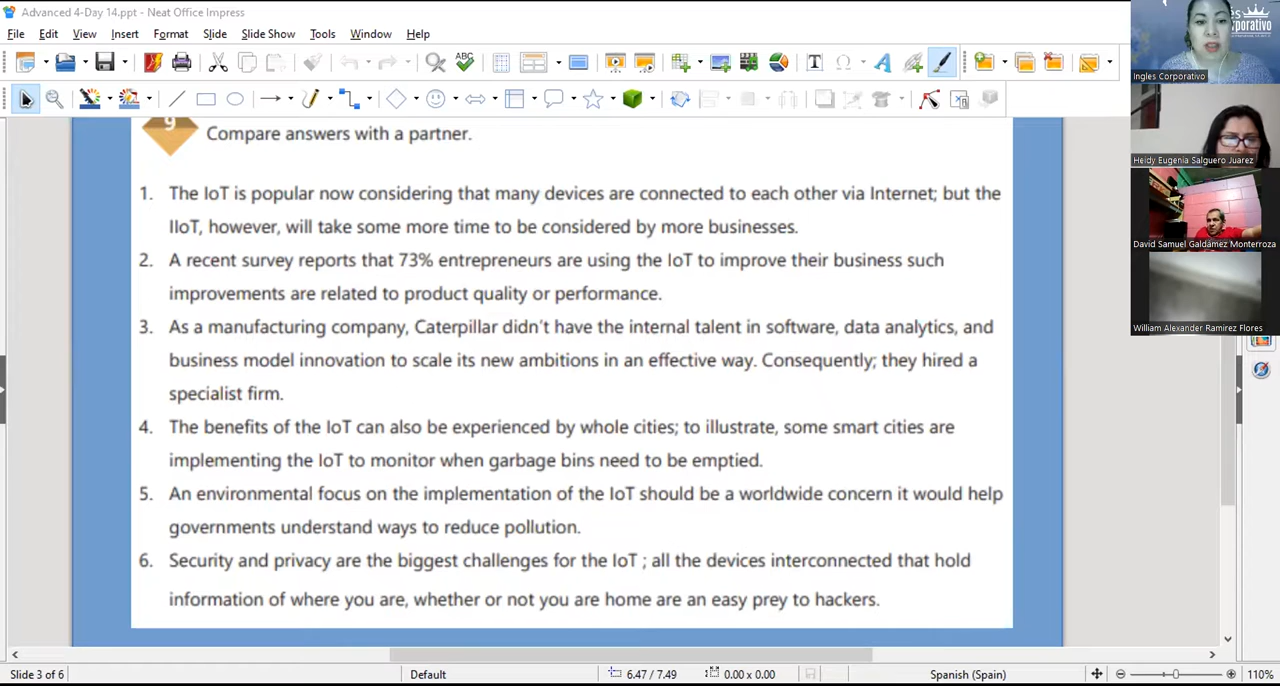 Advanced 4-Day 14.ppt - Neat Office Impress
File Edit View Insert Format Slide Slide Show Tools Window Help
orporativo
Ingles Corporativo
Heidy Eugenia Salguero Juarez
David Samuel Galdámez Monterroza
William Alexander Ramirez Flores
9
Compare answers with a partner.
1. The IoT is popular now considering that many devices are connected to each other via Internet; but the
IIoT, however, will take some more time to be considered by more businesses.
2. A recent survey reports that 73% entrepreneurs are using the IoT to improve their business such
improvements are related to product quality or performance.
3. As a manufacturing company, Caterpillar didn't have the internal talent in software, data analytics, and
business model innovation to scale its new ambitions in an effective way. Consequently; they hired a
specialist firm.
4. The benefits of the IoT can also be experienced by whole cities; to illustrate, some smart cities are
implementing the IoT to monitor when garbage bins need to be emptied.
5. An environmental focus on the implementation of the IoT should be a worldwide concern it would help
governments understand ways to reduce pollution.
6. Security and privacy are the biggest challenges for the IoT ; all the devices interconnected that hold
information of where you are, whether or not you are home are an easy prey to hackers.
Slide 3 of 6 Default 6.47 / 7.49 0.00 x 0.00 Spanish (Spain) 110%